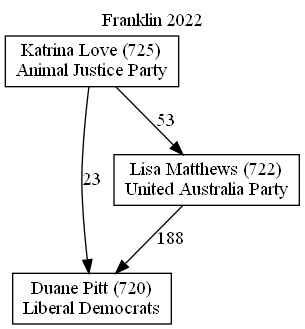 Franklin 2022
Katrina Love (725)
Animal Justice Party
53
Lisa Matthews (722)
United Australia Party
23
188
Duane Pitt (720)
Liberal Democrats